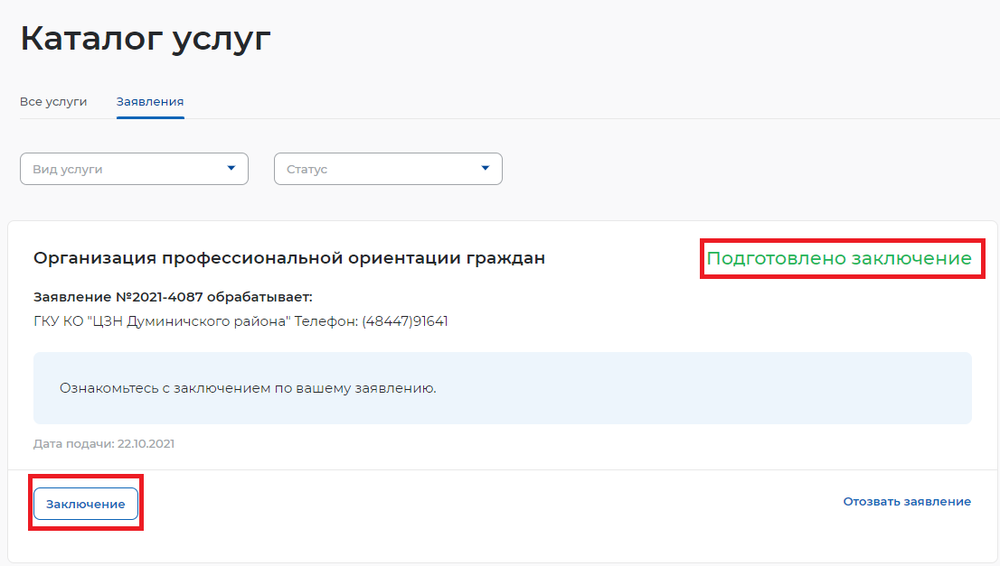 Каталог услуг
Все услуги Заявления
Вид услуги Статус
Организация профессиональной ориентации граждан Подготовлено заключение
Заявление №2021-4087 обрабатывает:
ГКУ КО "ЦЗН Думиничского района" Телефон: (48447)91641
Ознакомьтесь с заключением по вашему заявлению.
Дата подачи: 22.10.2021
Заключение Отозвать заявление